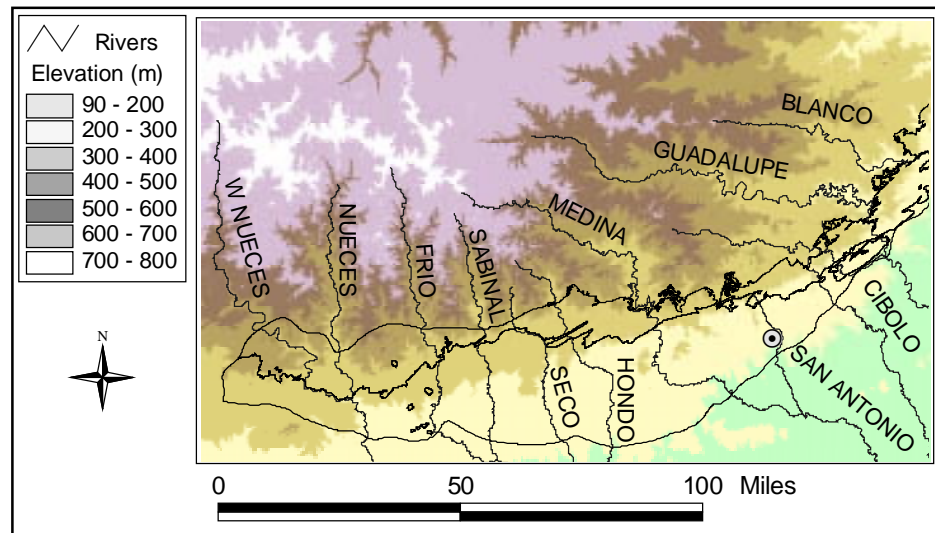 Rivers
Elevation (m)
90 - 200
200 - 300
300 - 400
400 - 500
500 - 600
600 - 700
700 - 800
N
BLANCO
GUADALUPE
MEDINA
W NUECES
NUECES
FRIO
SABINAL
SECO
HONDO
CIBOLO
SAN ANTONIO
0 50 100 Miles